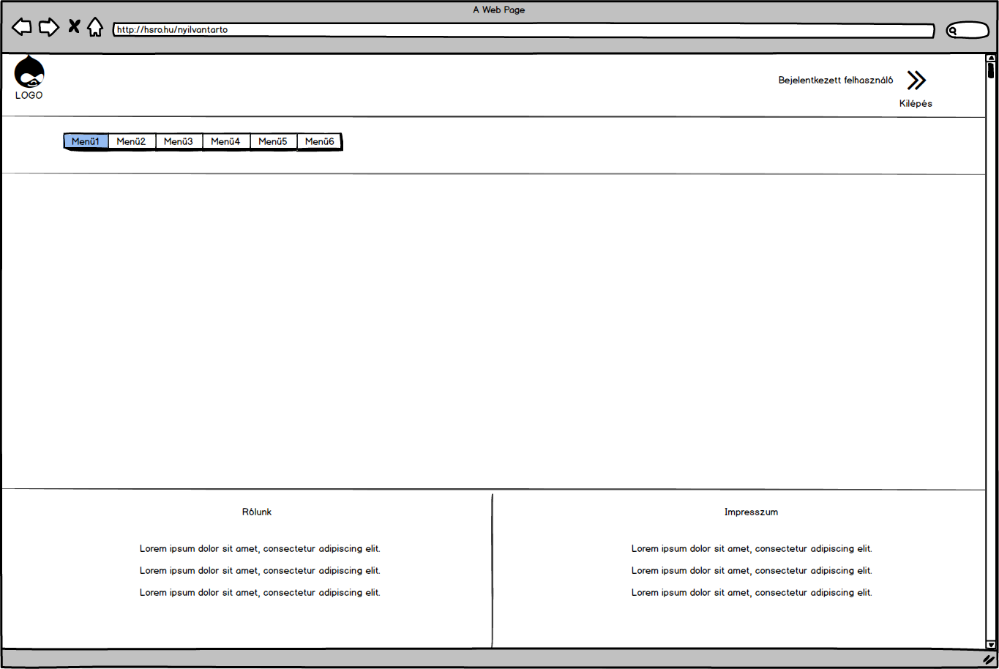 A Web Page
http://hsro.hu/nyilvantarto
LOGO
Bejelentkezett felhasználó
Kilépés
Menü1 Menü2 Menü3 Menü4 Menü5 Menü6
Rólunk
Lorem ipsum dolor sit amet, consectetur adipiscing elit.
Lorem ipsum dolor sit amet, consectetur adipiscing elit.
Lorem ipsum dolor sit amet, consectetur adipiscing elit.
Impresszum
Lorem ipsum dolor sit amet, consectetur adipiscing elit.
Lorem ipsum dolor sit amet, consectetur adipiscing elit.
Lorem ipsum dolor sit amet, consectetur adipiscing elit.